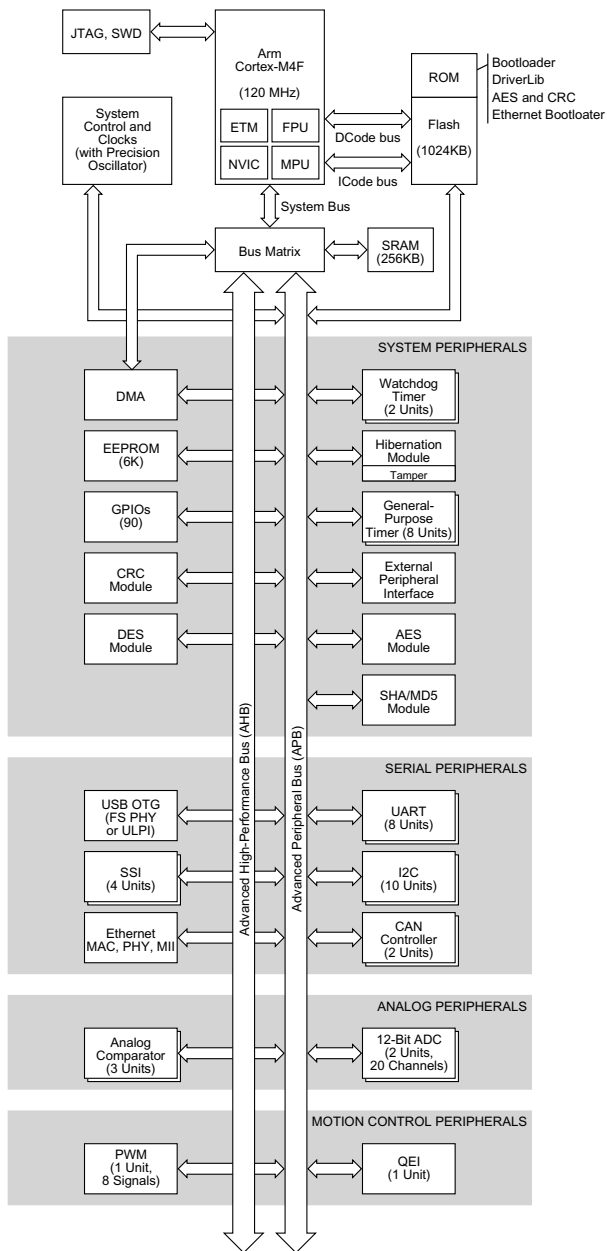 JTAG, SWD
Arm
Cortex-M4F
(120 MHz)
ETM
FPU
NVIC
MPU
ROM
Bootloader
DriverLib
AES and CRC
Ethernet Bootloater
System
Control and
Clocks
(with Precision
Oscillator)
DCode bus
Flash
(1024KB)
ICode bus
System Bus
Bus Matrix
SRAM
(256KB)
SYSTEM PERIPHERALS
DMA
Watchdog
Timer
(2 Units)
EEPROM
(6K)
Hibernation
Module
Tamper
GPIOs
(90)
General-
Purpose
Timer (8 Units)
CRC
Module
External
Peripheral
Interface
DES
Module
AES
Module
SHA/MD5
Module
Advanced High-Performance Bus (AHB)
Advanced Peripheral Bus (APB)
SERIAL PERIPHERALS
USB OTG
(FS PHY
or ULPI)
UART
(8 Units)
SSI
(4 Units)
I2C
(10 Units)
Ethernet
MAC, PHY, MII
CAN
Controller
(2 Units)
ANALOG PERIPHERALS
Analog
Comparator
(3 Units)
12-Bit ADC
(2 Units,
20 Channels)
MOTION CONTROL PERIPHERALS
PWM
(1 Unit,
8 Signals)
QEI
(1 Unit)